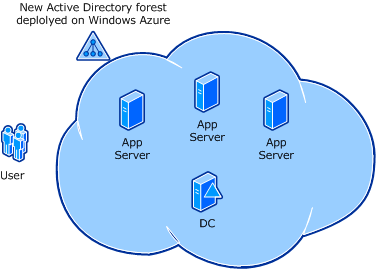 New Active Directory forest
deplolyed on Windows Azure
App
Server
App
Server
App
Server
User
DC